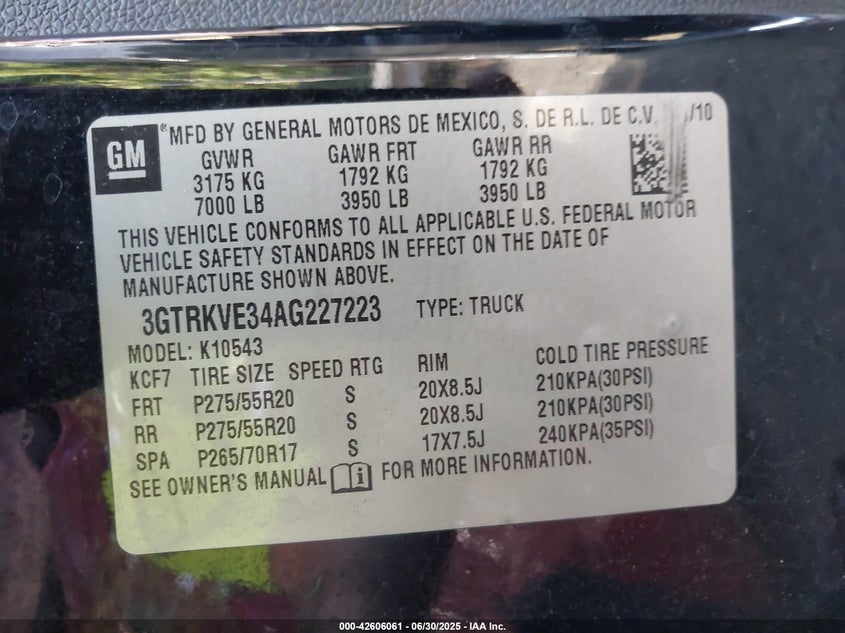 GM
® MFD BY GENERAL MOTORS DE MEXICO, S. DE R.L. DE C.V. /10
GVWR GAWR FRT GAWR RR
3175 KG 1792 KG 1792 KG
7000 LB 3950 LB 3950 LB
THIS VEHICLE CONFORMS TO ALL APPLICABLE U.S. FEDERAL MOTOR
VEHICLE SAFETY STANDARDS IN EFFECT ON THE DATE OF
MANUFACTURE SHOWN ABOVE.
3GTRKVE34AG227223 TYPE: TRUCK
MODEL: K10543
KCF7 TIRE SIZE SPEED RTG RIM COLD TIRE PRESSURE
FRT P275/55R20 S 20X8.5J 210KPA(30PSI)
RR P275/55R20 S 20X8.5J 210KPA(30PSI)
SPA P265/70R17 S 17X7.5J 240KPA(35PSI)
SEE OWNER'S MANUAL i FOR MORE INFORMATION.
000-42606061 - 06/30/2025 - IAA Inc.